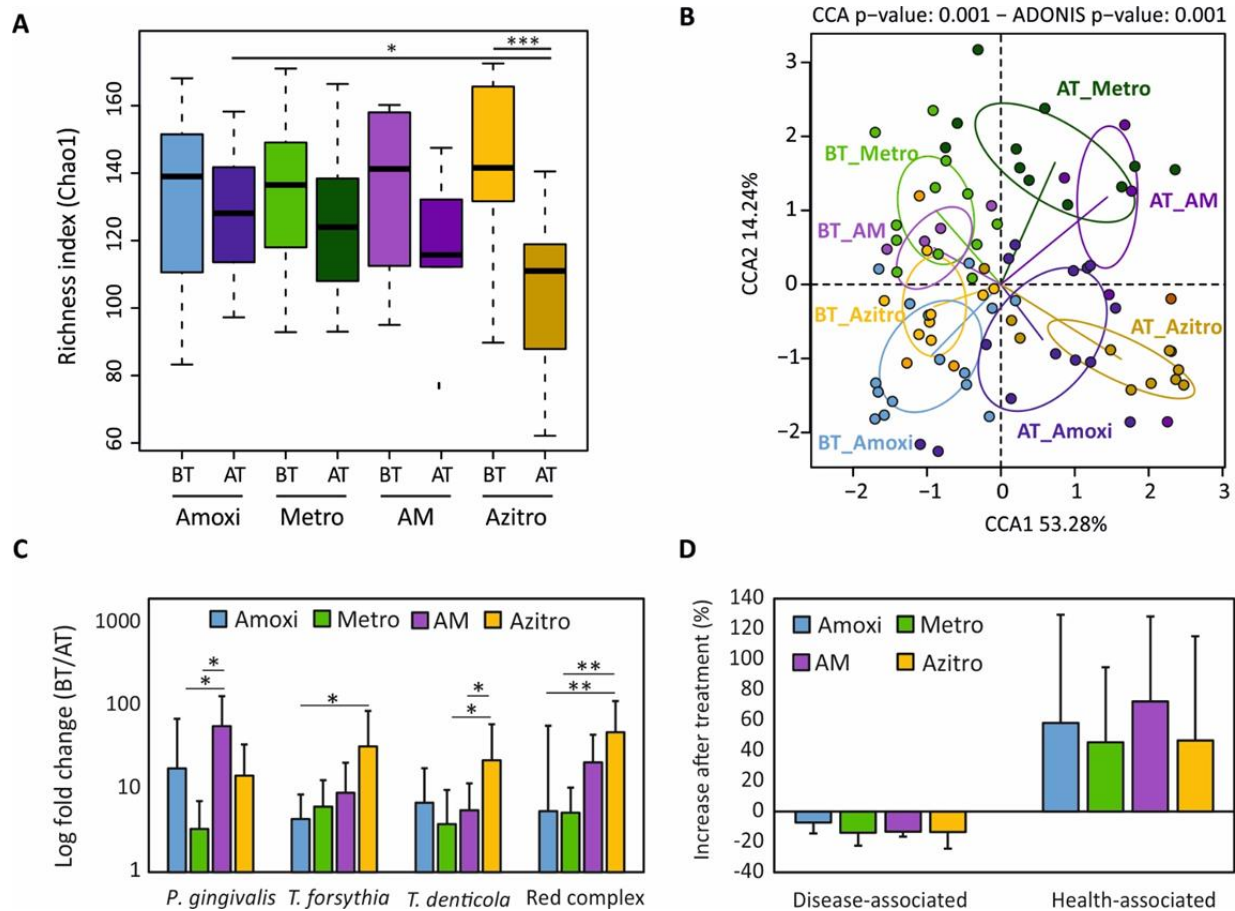 A
Richness index (Chao1)
160
140
120
100
80
60
*
***
BT AT BT AT BT AT BT AT
Amoxi Metro AM Azitro
B
CCA p-value: 0.001 – ADONIS p-value: 0.001
CCA2 14.24%
3
2
1
0
−1
−2
AT_Metro
BT_Metro
AT_AM
BT_AM
BT_Azitro
AT_Azitro
BT_Amoxi
AT_Amoxi
−2 −1 0 1 2 3
CCA1 53.28%
C
Log fold change (BT/AT)
1000
100
10
1
Amoxi Metro AM Azitro
*
*
*
*
*
**
**
P. gingivalis T. forsythia T. denticola Red complex
D
Increase after treatment (%)
140
120
100
80
60
40
20
0
-20
-40
Amoxi Metro
AM Azitro
Disease-associated Health-associated